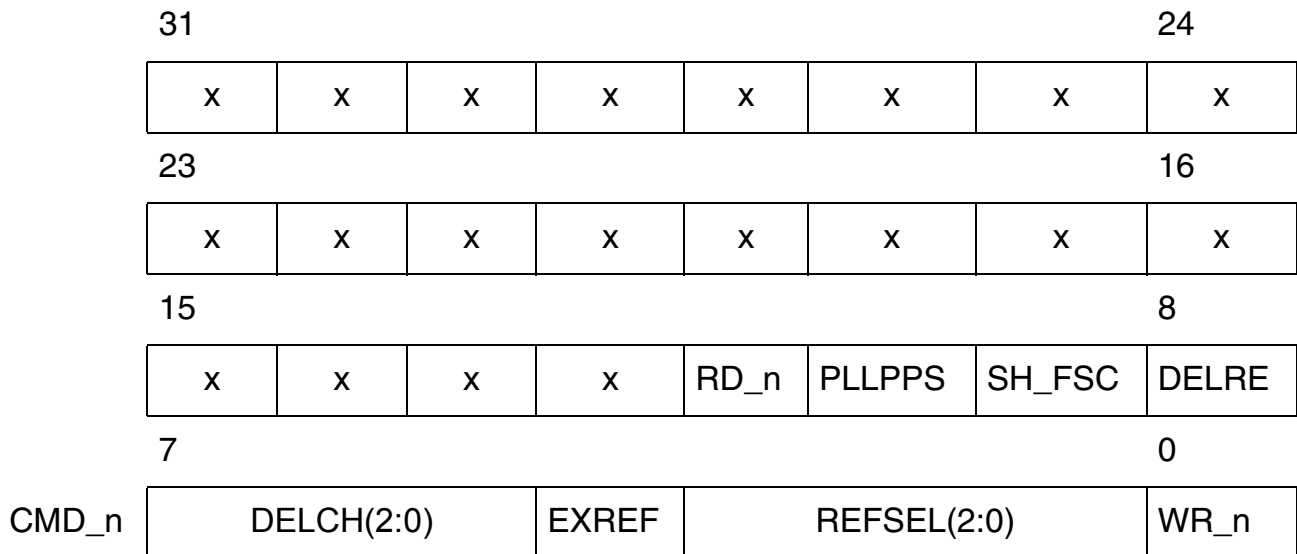 31 24
x x x x x x x x
23 16
x x x x x x x x
15 8
x x x x RD_n PLLPPS SH_FSC DELRE
7 0
CMD_n DELCH(2:0) EXREF REFSEL(2:0) WR_n